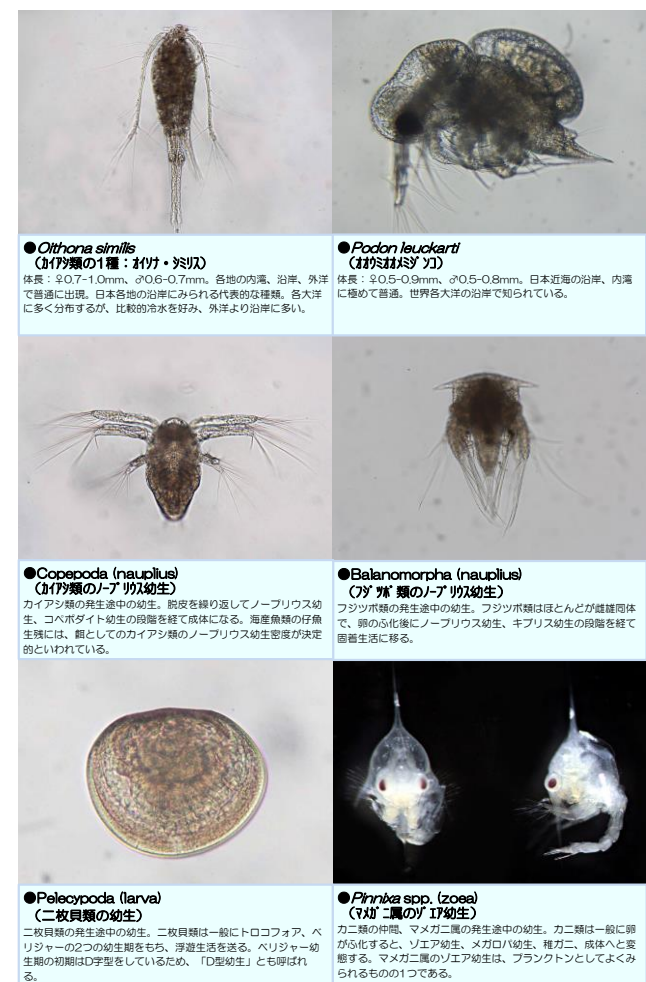 ●Oithona similis
（ｶｲｱｼ類の1種：ｵｲｿﾅ・ｼﾐﾘｽ）
体長：♀0.7-1.0mm、♂0.6-0.7mm。各地の内湾、沿岸、外洋
で普通に出現。日本各地の沿岸にみられる代表的な種類。各大洋
に多く分布するが、比較的冷水を好み、外洋より沿岸に多い。
●Podon leuckarti
（ｵｵｳﾐｵｵﾒﾐｼﾞﾝｺ）
体長：♀0.5-0.9mm、♂0.5-0.8mm。日本近海の沿岸、内湾
に極めて普通。世界各大洋の沿岸で知られている。
●Copepoda (nauplius)
（ｶｲｱｼ類のﾉｰﾌﾟﾘｳｽ幼生）
カイアシ類の発生途中の幼生。脱皮を繰り返してノープリウス幼
生、コペポダイト幼生の段階を経て成体になる。海産魚類の仔魚
生残には、餌としてのカイアシ類のノープリウス幼生密度が決定
的といわれている。
●Balanomorpha (nauplius)
（ﾌｼﾞﾂﾎﾞ類のﾉｰﾌﾟﾘｳｽ幼生）
フジツボ類の発生途中の幼生。フジツボ類はほとんどが雌雄同体
で、卵のふ化後にノープリウス幼生、キプリス幼生の段階を経て
固着生活に移る。
●Pelecypoda (larva)
（二枚貝類の幼生）
二枚貝類の発生途中の幼生。二枚貝類は一般にトロコフォア、ベ
リジャーの2つの幼生期をもち、浮遊生活を送る。ベリジャー幼
生期の初期はD字型をしているため、「D型幼生」とも呼ばれ
る。
●Pinnixa spp. (zoea)
（ﾏﾒｶﾞﾆ属のｿﾞｴｱ幼生）
カニ類の仲間、マメガニ属の発生途中の幼生。カニ類は一般に卵
がふ化すると、ゾエア幼生、メガロパ幼生、稚ガニ、成体へと変
態する。マメガニ属のゾエア幼生は、プランクトンとしてよくみ
られるものの1つである。